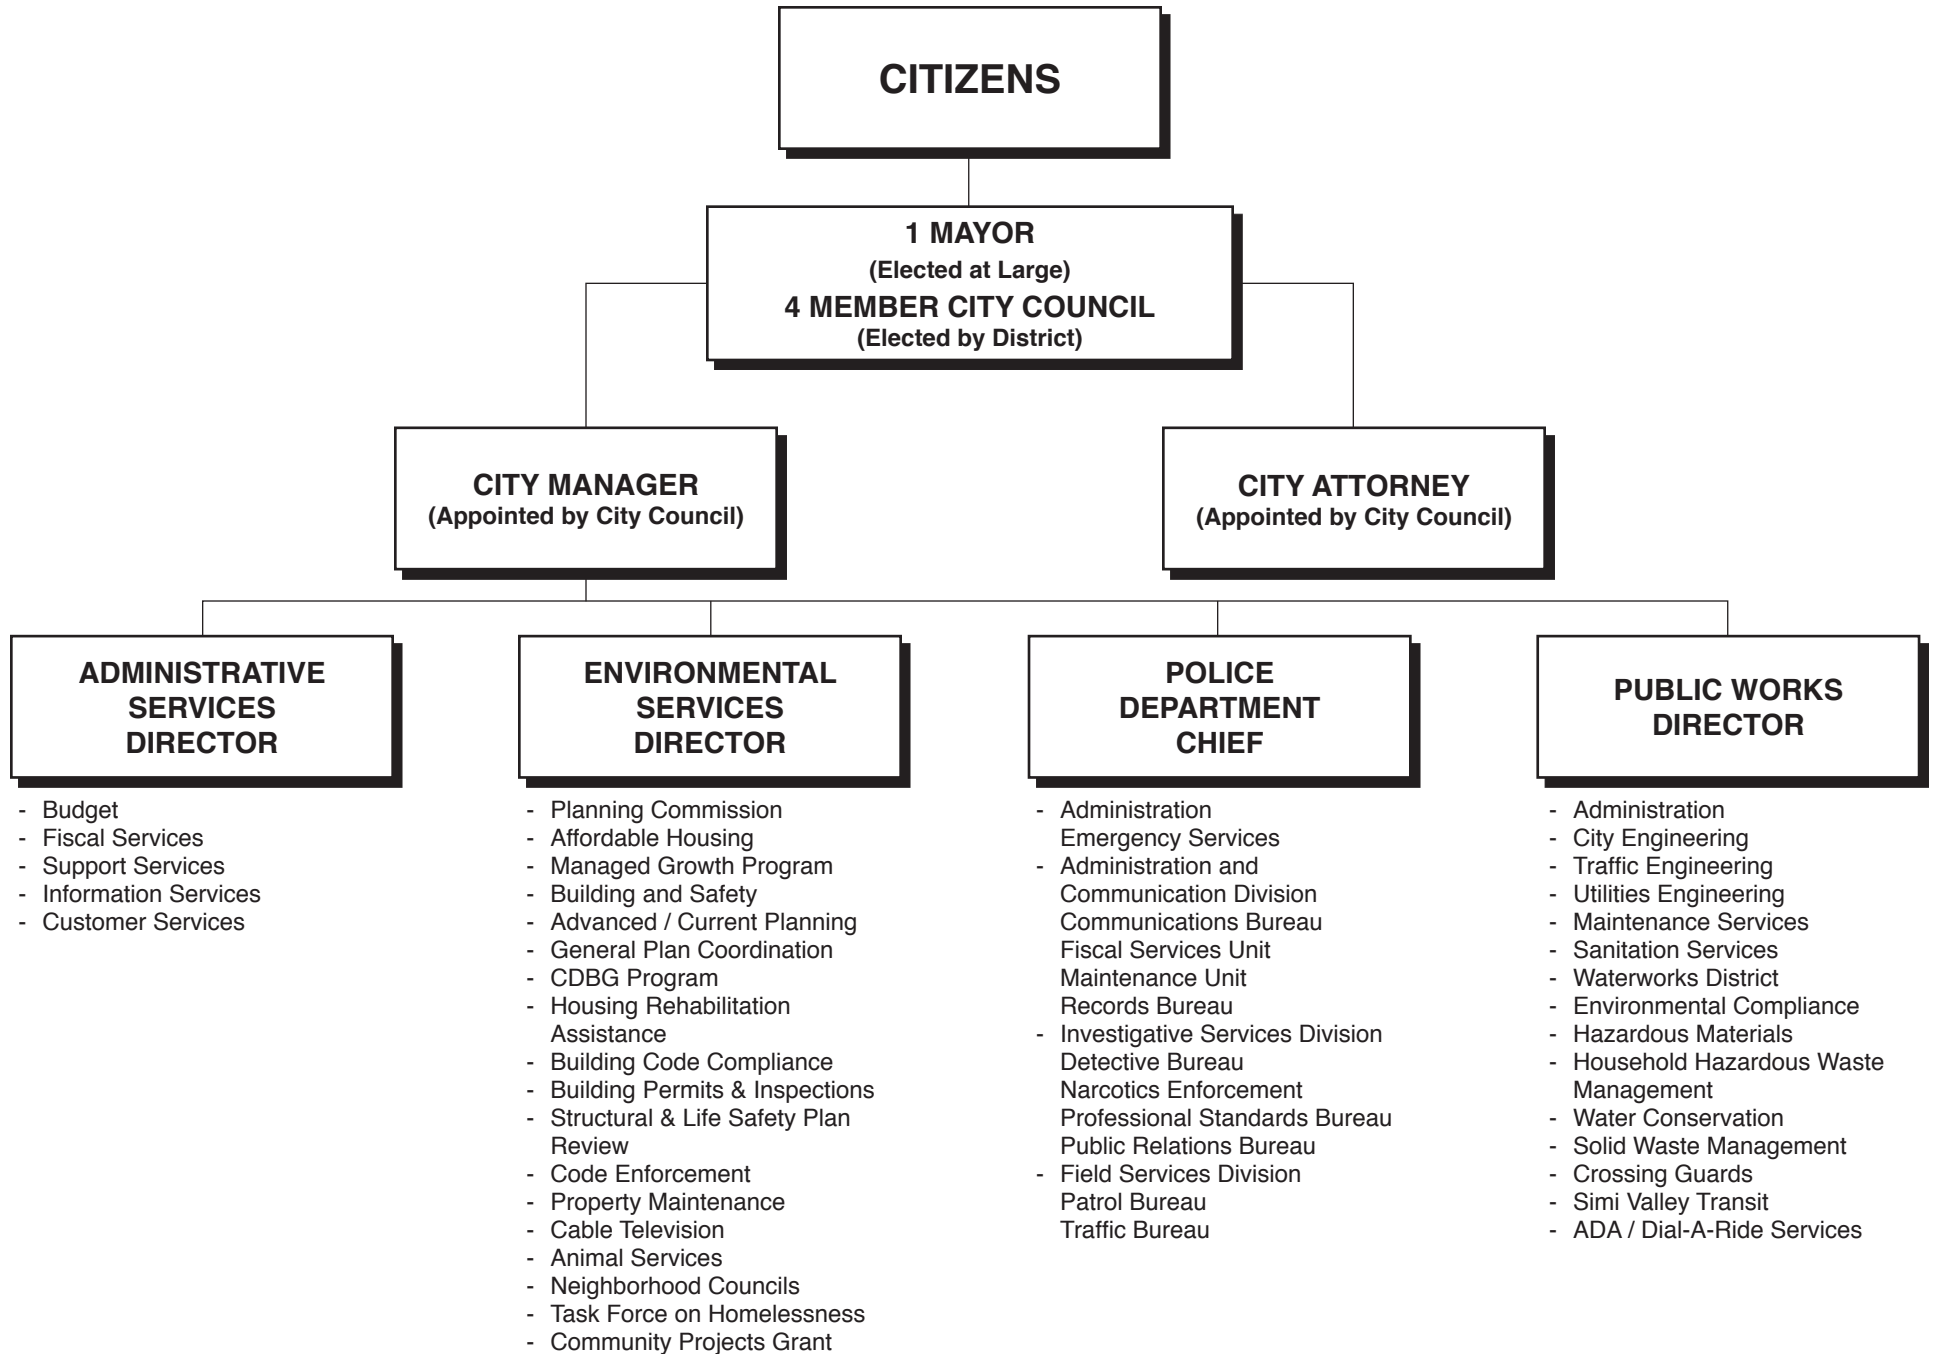 CITIZENS
1 MAYOR
(Elected at Large)
4 MEMBER CITY COUNCIL
(Elected by District)
CITY MANAGER
(Appointed by City Council)
CITY ATTORNEY
(Appointed by City Council)
ADMINISTRATIVE
SERVICES
DIRECTOR
- Budget
- Fiscal Services
- Support Services
- Information Services
- Customer Services
ENVIRONMENTAL
SERVICES
DIRECTOR
- Planning Commission
- Affordable Housing
- Managed Growth Program
- Building and Safety
- Advanced / Current Planning
- General Plan Coordination
- CDBG Program
- Housing Rehabilitation
Assistance
- Building Code Compliance
- Building Permits & Inspections
- Structural & Life Safety Plan
Review
- Code Enforcement
- Property Maintenance
- Cable Television
- Animal Services
- Neighborhood Councils
- Task Force on Homelessness
- Community Projects Grant
POLICE
DEPARTMENT
CHIEF
- Administration
Emergency Services
- Administration and
Communication Division
Communications Bureau
Fiscal Services Unit
Maintenance Unit
Records Bureau
- Investigative Services Division
Detective Bureau
Narcotics Enforcement
Professional Standards Bureau
Public Relations Bureau
- Field Services Division
Patrol Bureau
Traffic Bureau
PUBLIC WORKS
DIRECTOR
- Administration
- City Engineering
- Traffic Engineering
- Utilities Engineering
- Maintenance Services
- Sanitation Services
- Waterworks District
- Environmental Compliance
- Hazardous Materials
- Household Hazardous Waste
Management
- Water Conservation
- Solid Waste Management
- Crossing Guards
- Simi Valley Transit
- ADA / Dial-A-Ride Services